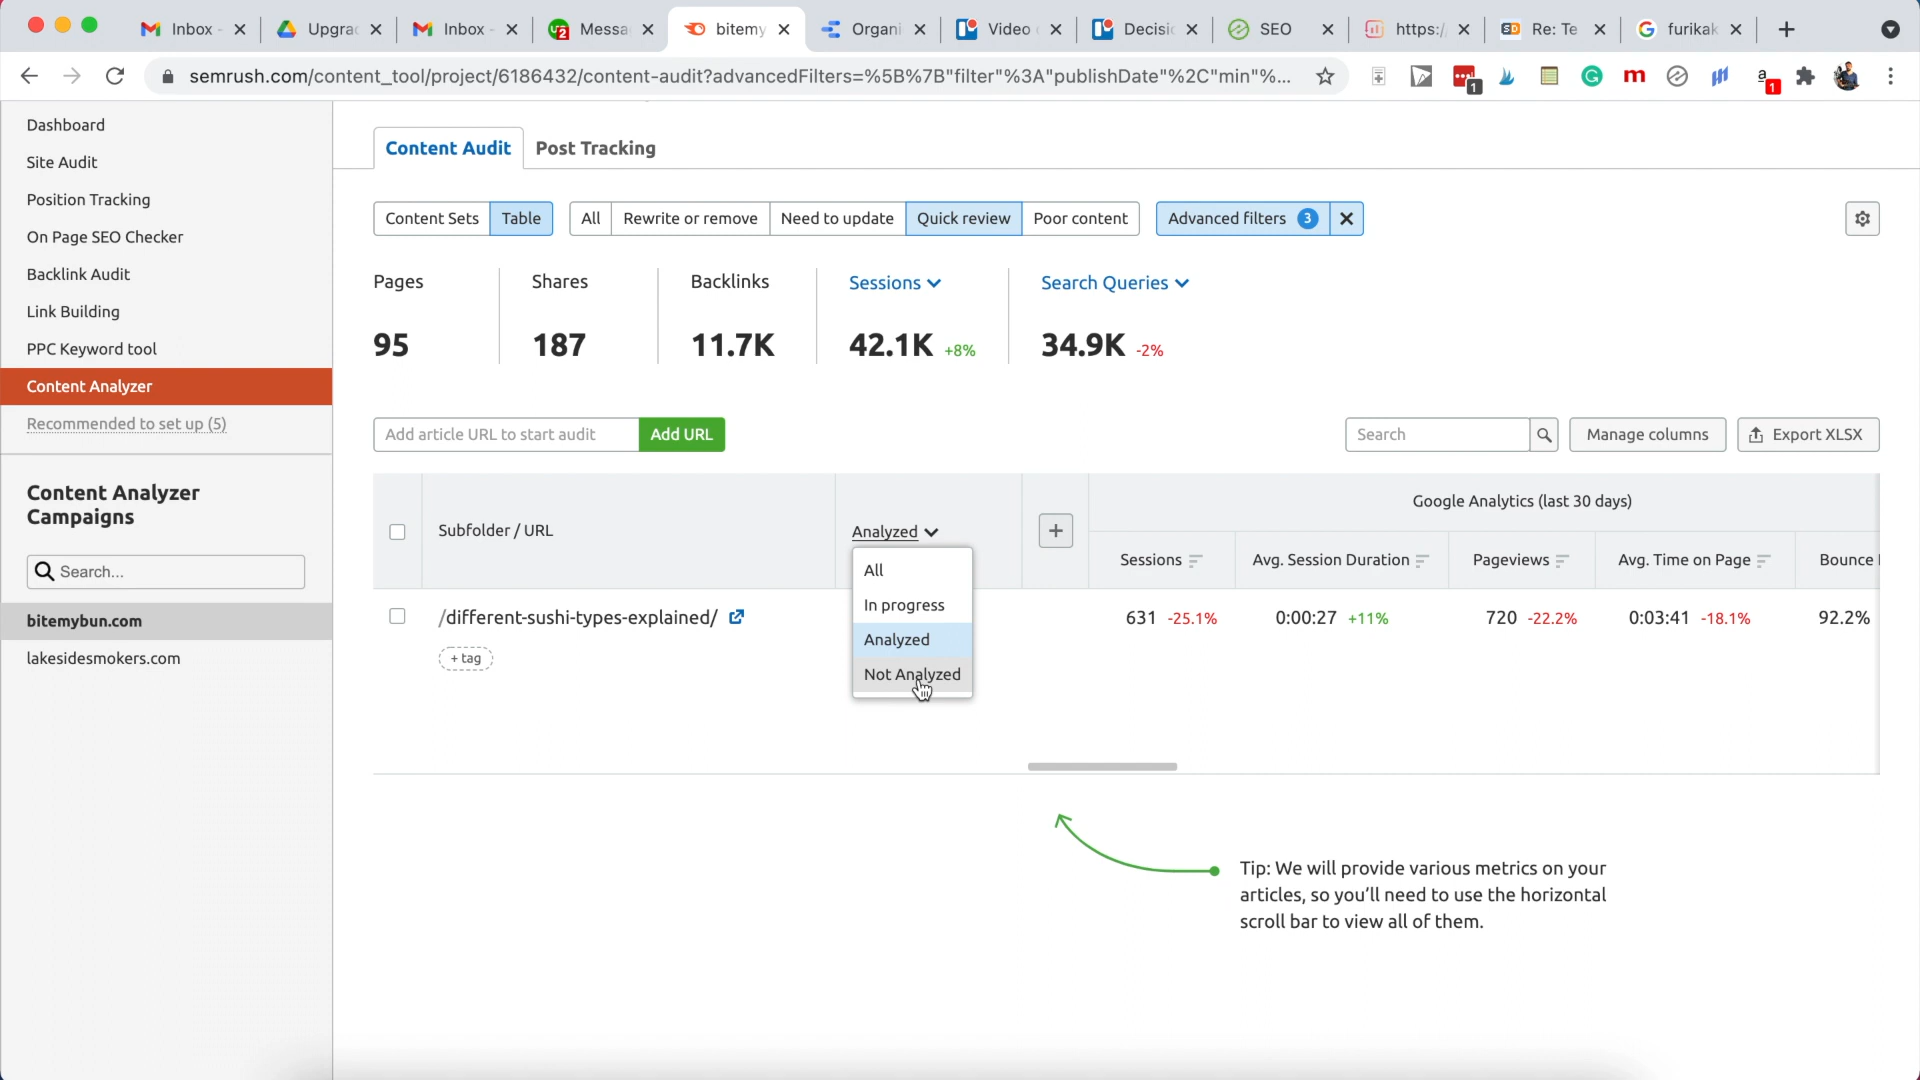 Inbox -
Upgra
Inbox -
Messa
bitemy
Organi
Video
Decisio
SEO
https:/
Re: Te
furikak
semrush.com/content_tool/project/6186432/content-audit?advancedFilters=%5B%7B"filter"%3A"publishDate"%2C"min"%...
1
1
Dashboard
Site Audit
Position Tracking
On Page SEO Checker
Backlink Audit
Link Building
PPC Keyword tool
Content Analyzer
Recommended to set up (5)
Content Analyzer
Campaigns
Search...
bitemybun.com
lakesidesmokers.com
Content Audit
Post Tracking
Content Sets
Table
All
Rewrite or remove
Need to update
Quick review
Poor content
Advanced filters 3
Pages
Shares
Backlinks
Sessions
Search Queries
95
187
11.7K
42.1K +8%
34.9K -2%
Add article URL to start audit
Add URL
Search
Manage columns
Export XLSX
Subfolder / URL
Analyzed
+
Google Analytics (last 30 days)
Sessions
Avg. Session Duration
Pageviews
Avg. Time on Page
Bounce
All
In progress
Analyzed
Not Analyzed
/different-sushi-types-explained/
+ tag
631 -25.1%
0:00:27 +11%
720 -22.2%
0:03:41 -18.1%
92.2%
Tip: We will provide various metrics on your
articles, so you'll need to use the horizontal
scroll bar to view all of them.